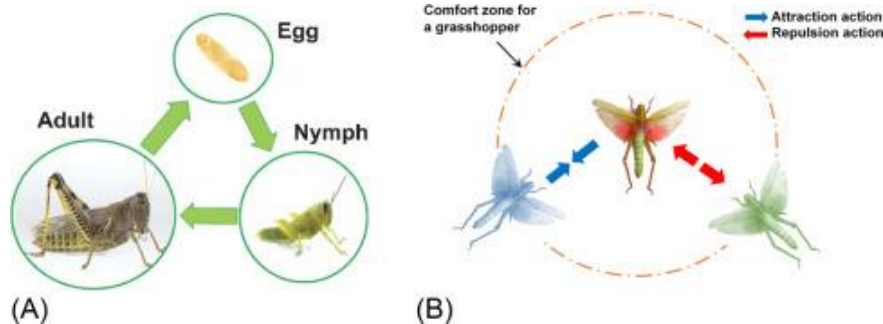 Egg
Adult
Nymph
(A)
Comfort zone for
a grasshopper
Attraction action
Repulsion action
(B)